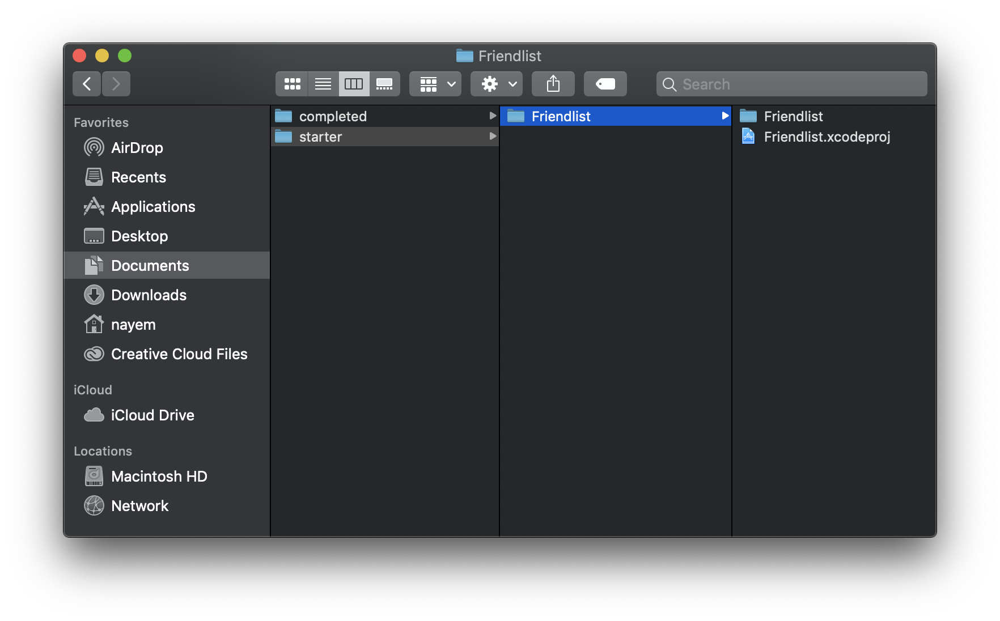 Friendlist
Search
Favorites
AirDrop
Recents
Applications
Desktop
Documents
Downloads
nayem
Creative Cloud Files
iCloud
iCloud Drive
Locations
Macintosh HD
Network
completed
starter
Friendlist
Friendlist
Friendlist.xcodeproj